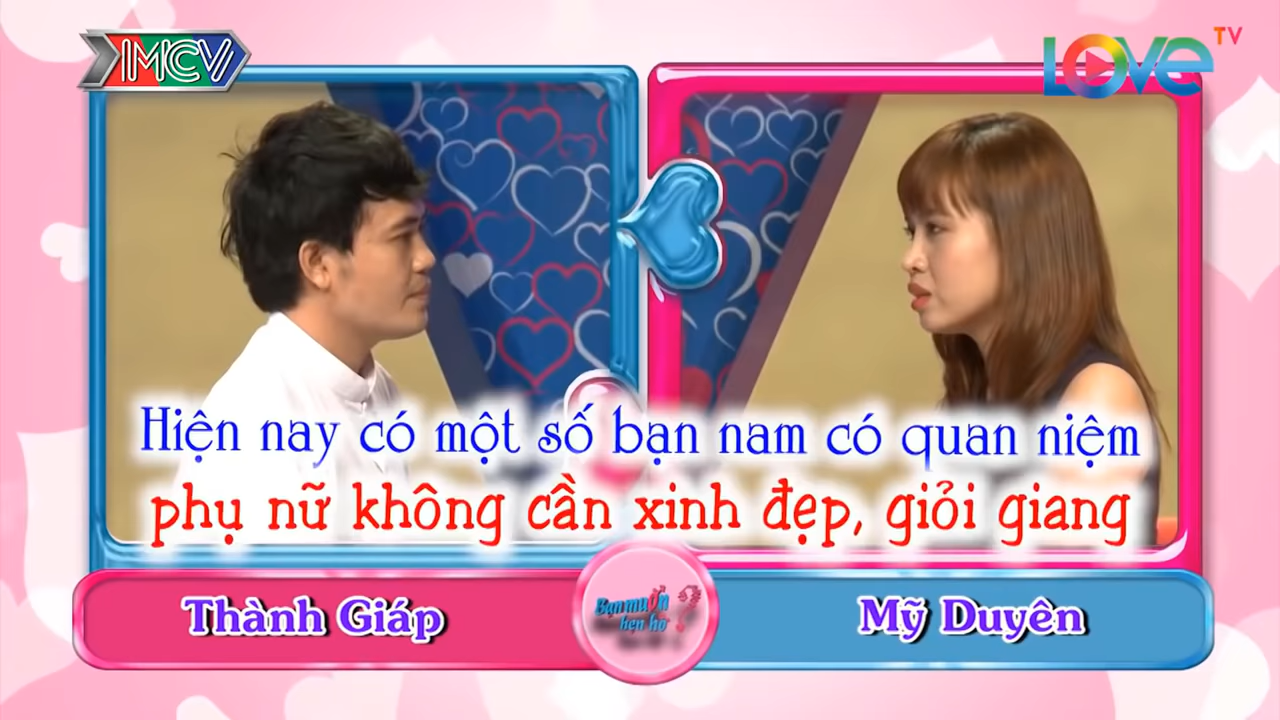 MCV
LOVE TV
Hiện nay có một số bạn nam có quan niệm
phụ nữ không cần xinh đẹp, giỏi giang
Thành Giáp
Bạn muốn
hẹn hò
?
Mỹ Duyên